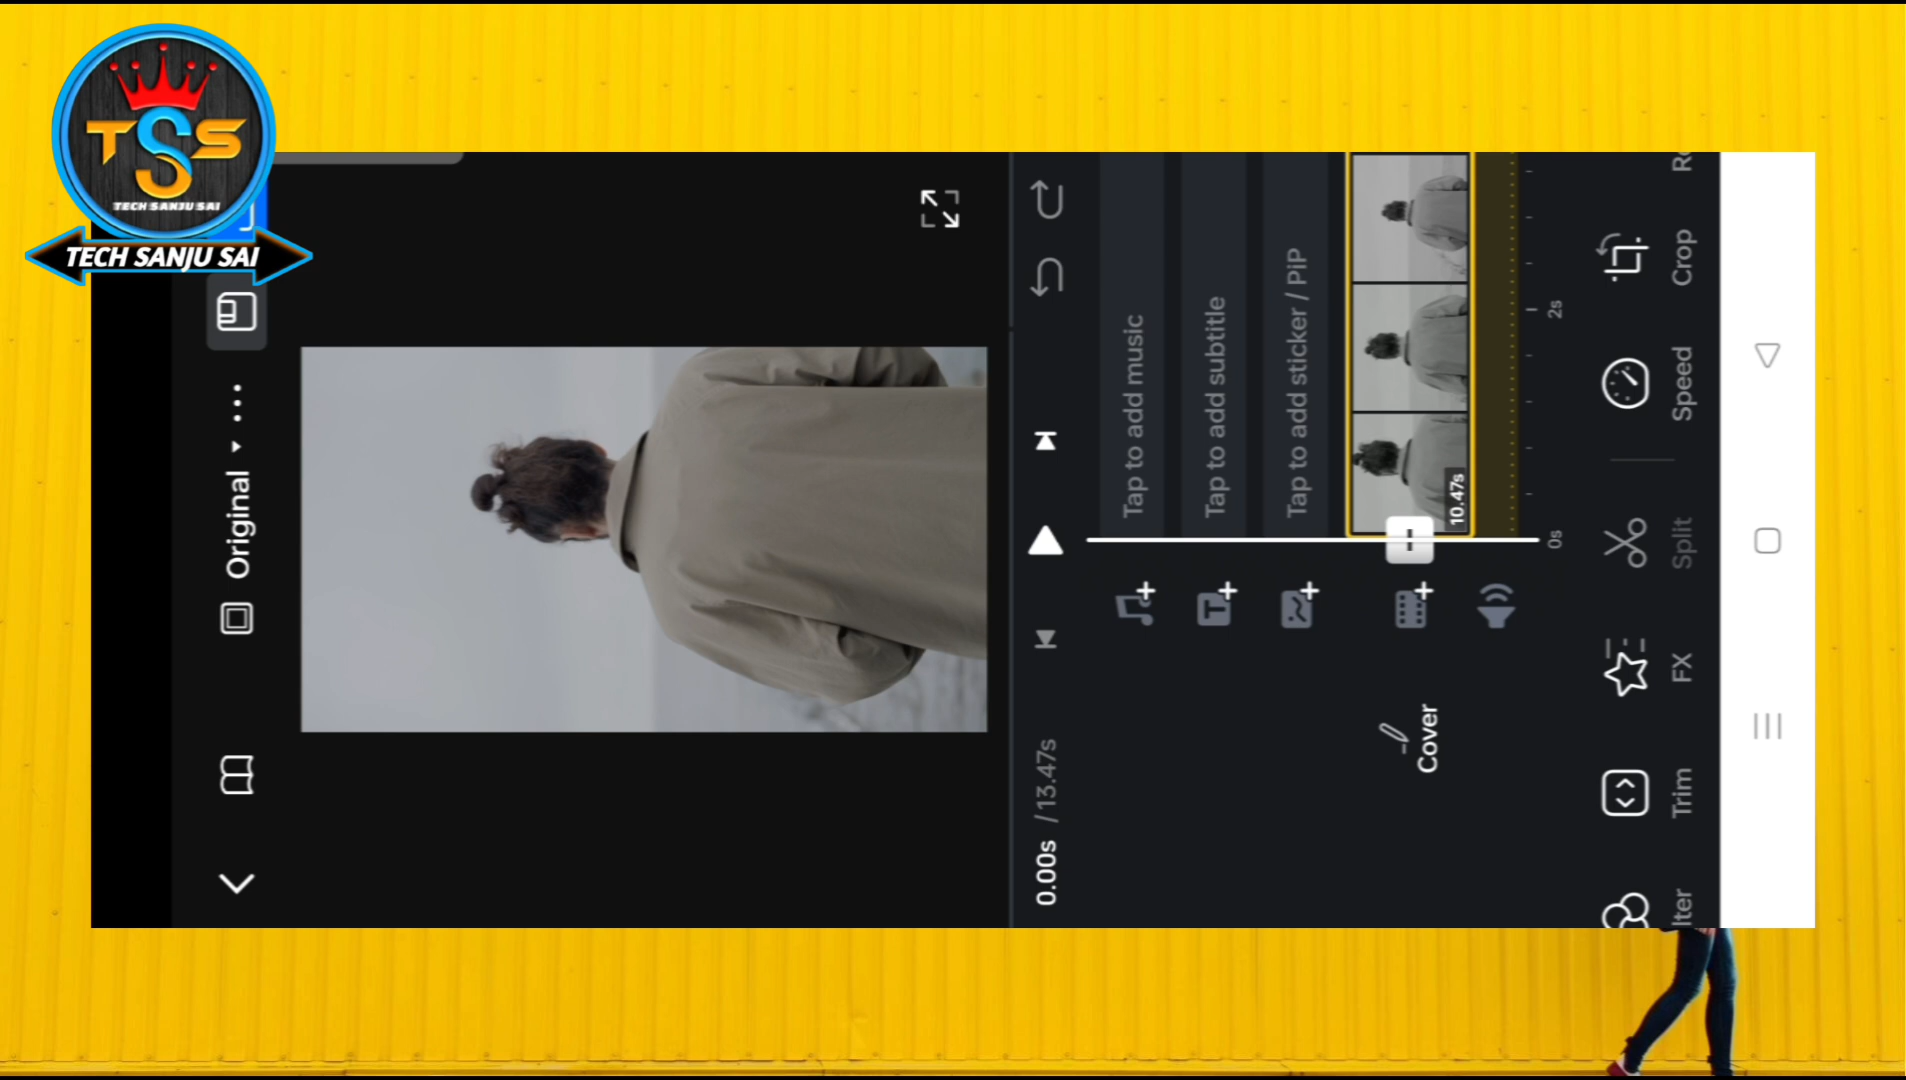 TSS
TECH SANJU SAI
TECH SANJU SAI
Original
0.00s / 13.47s
Tap to add music
Tap to add subtitle
Tap to add sticker / PiP
10.47s
Cover
0s
2s
Trim
FX
Split
Speed
Crop